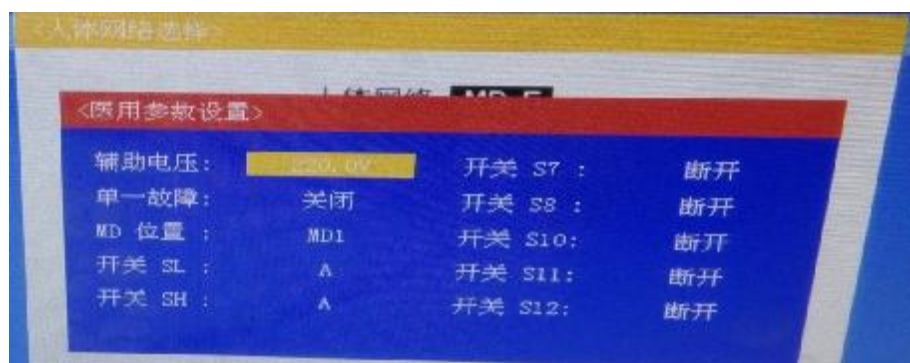 <人体网络选择>
人体网络 MD-E
<医用参数设置>
辅助电压: 220.0V 开关 S7 : 断开
单一故障: 关闭 开关 S8 : 断开
MD 位置 : MD1 开关 S10: 断开
开关 SL : A 开关 S11: 断开
开关 SH : A 开关 S12: 断开